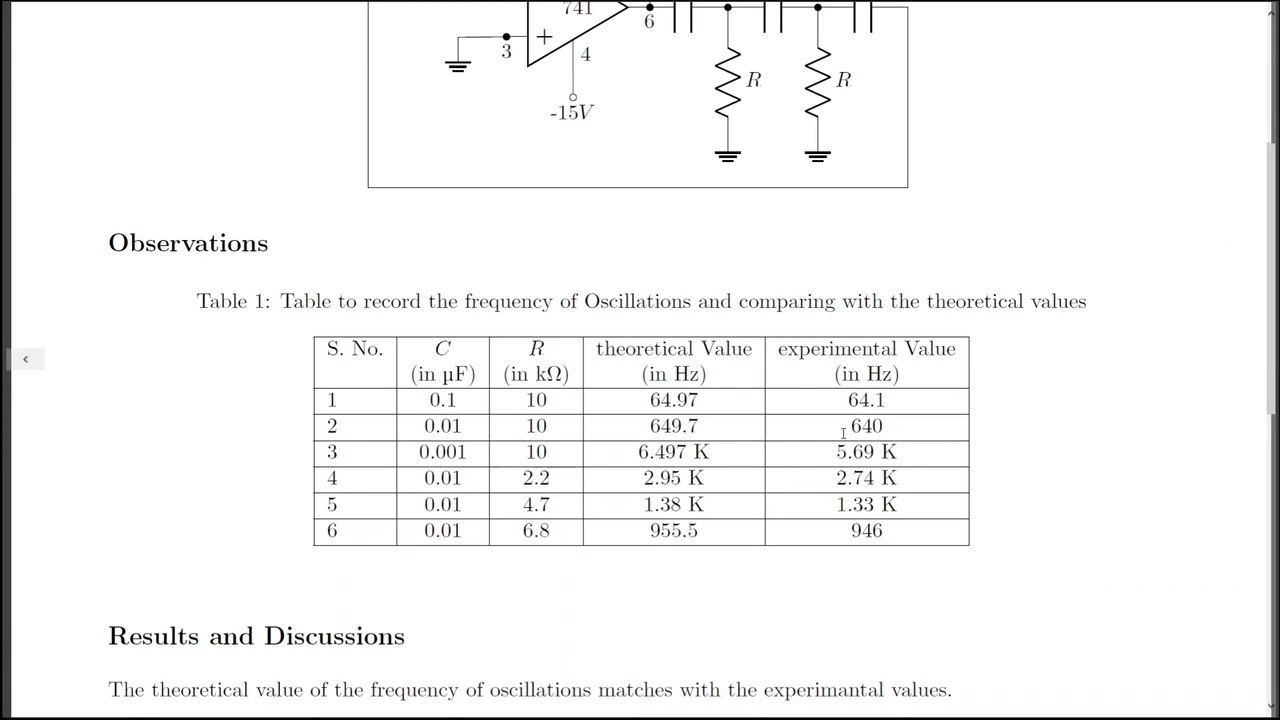 741
6
+
3
4
R
R
-15V
Observations
Table 1: Table to record the frequency of Oscillations and comparing with the theoretical values
S. No. C R theoretical Value experimental Value
(in µF) (in kΩ) (in Hz) (in Hz)
1 0.1 10 64.97 64.1
2 0.01 10 649.7 640
3 0.001 10 6.497 K 5.69 K
4 0.01 2.2 2.95 K 2.74 K
5 0.01 4.7 1.38 K 1.33 K
6 0.01 6.8 955.5 946
Results and Discussions
The theoretical value of the frequency of oscillations matches with the experimantal values.